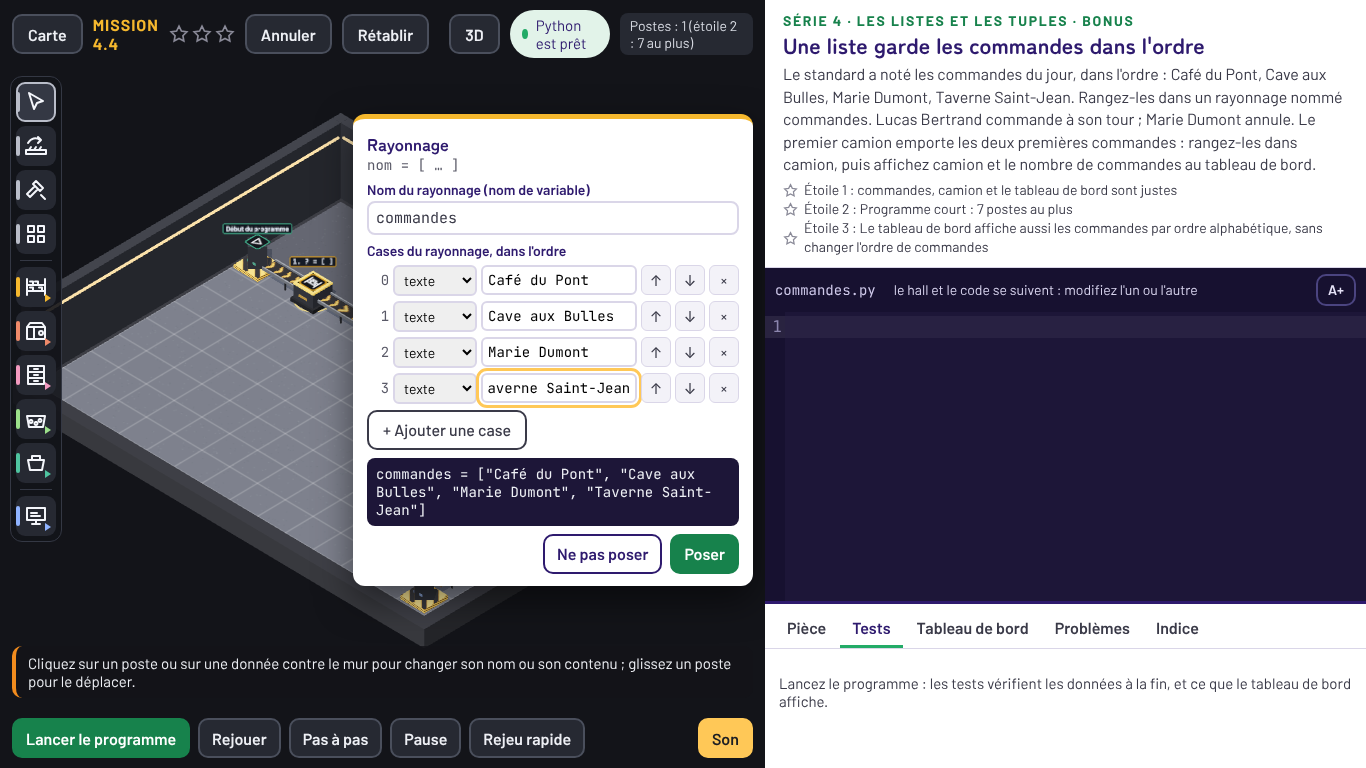 Carte
MISSION
4.4
Annuler
Rétablir
3D
Python
est prêt
Postes : 1 (étoile 2
: 7 au plus)
Début du programme
1. ? = [ ]
Rayonnage
nom = [ … ]
Nom du rayonnage (nom de variable)
commandes
Cases du rayonnage, dans l'ordre
0 texte Café du Pont ↑ ↓ ×
1 texte Cave aux Bulles ↑ ↓ ×
2 texte Marie Dumont ↑ ↓ ×
3 texte averne Saint-Jean ↑ ↓ ×
+ Ajouter une case
commandes = ["Café du Pont", "Cave aux
Bulles", "Marie Dumont", "Taverne Saint-
Jean"]
Ne pas poser
Poser
Cliquez sur un poste ou sur une donnée contre le mur pour changer son nom ou son contenu ; glissez un poste
pour le déplacer.
Lancer le programme
Rejouer
Pas à pas
Pause
Rejeu rapide
Son
SÉRIE 4 · LES LISTES ET LES TUPLES · BONUS
Une liste garde les commandes dans l'ordre
Le standard a noté les commandes du jour, dans l'ordre : Café du Pont, Cave aux
Bulles, Marie Dumont, Taverne Saint-Jean. Rangez-les dans un rayonnage nommé
commandes. Lucas Bertrand commande à son tour ; Marie Dumont annule. Le
premier camion emporte les deux premières commandes : rangez-les dans
camion, puis affichez camion et le nombre de commandes au tableau de bord.
Étoile 1 : commandes, camion et le tableau de bord sont justes
Étoile 2 : Programme court : 7 postes au plus
Étoile 3 : Le tableau de bord affiche aussi les commandes par ordre alphabétique, sans
changer l'ordre de commandes
commandes.py
le hall et le code se suivent : modifiez l'un ou l'autre
A+
1
Pièce
Tests
Tableau de bord
Problèmes
Indice
Lancez le programme : les tests vérifient les données à la fin, et ce que le tableau de bord
affiche.